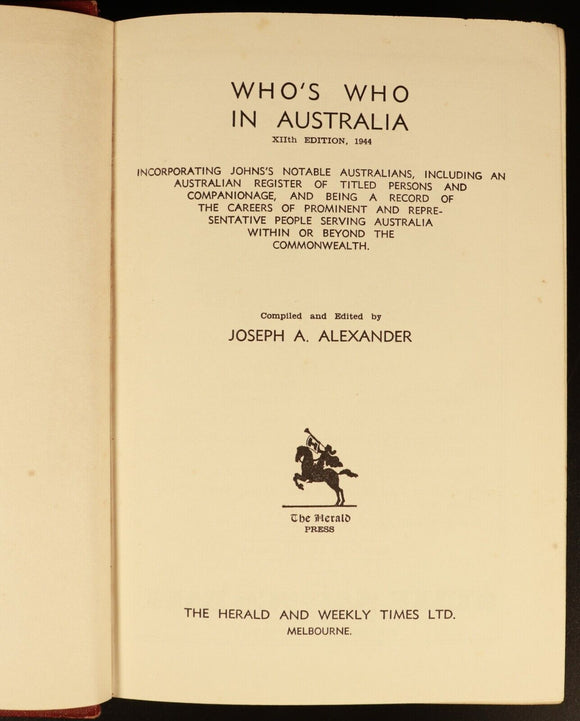 WHO'S WHO
IN AUSTRALIA
XIIth EDITION, 1944
INCORPORATING JOHNS'S NOTABLE AUSTRALIANS, INCLUDING AN
AUSTRALIAN REGISTER OF TITLED PERSONS AND
COMPANIONAGE, AND BEING A RECORD OF
THE CAREERS OF PROMINENT AND REPRE-
SENTATIVE PEOPLE SERVING AUSTRALIA
WITHIN OR BEYOND THE
COMMONWEALTH.
Compiled and Edited by
JOSEPH A. ALEXANDER
The Herald
PRESS
THE HERALD AND WEEKLY TIMES LTD.
MELBOURNE.